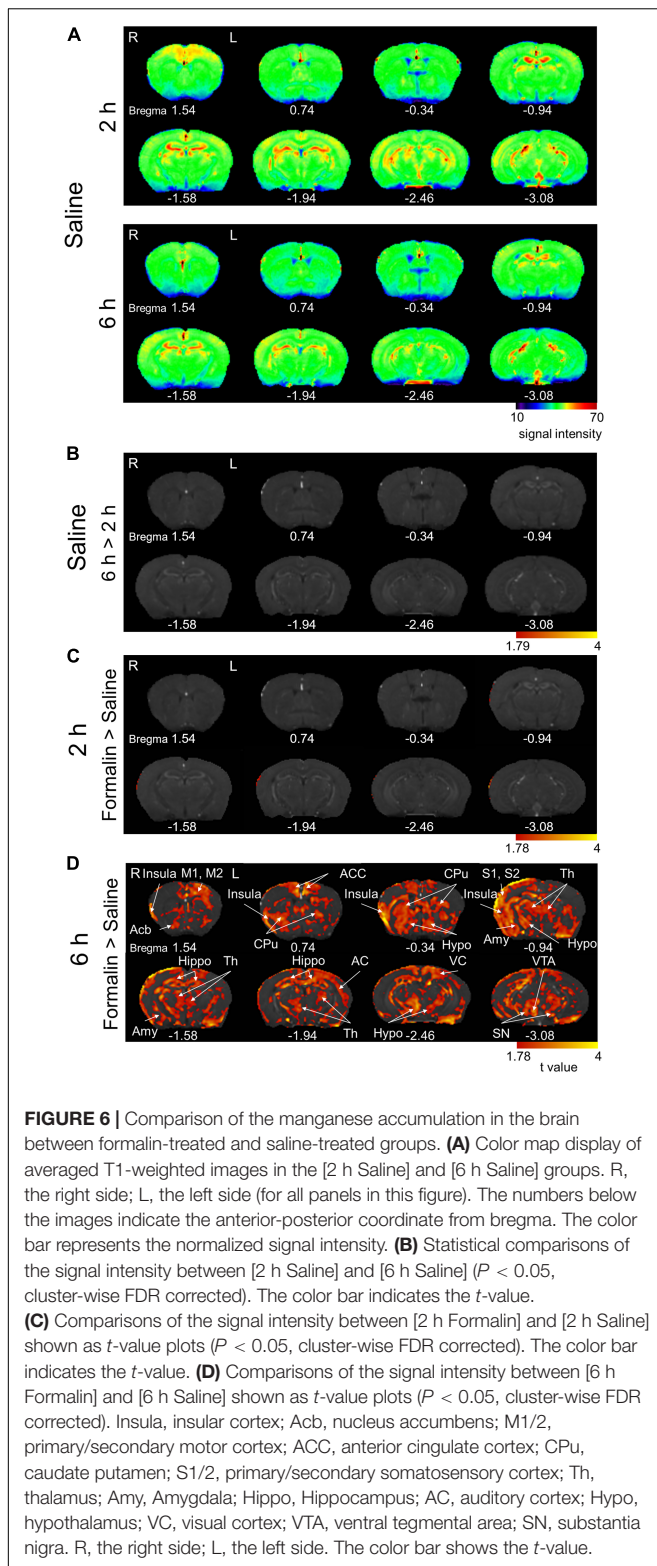 A
R L
2 h
Bregma 1.54 0.74 -0.34 -0.94
-1.58 -1.94 -2.46 -3.08
Saline
R L
6 h
Bregma 1.54 0.74 -0.34 -0.94
-1.58 -1.94 -2.46 -3.08
10 70
signal intensity
B
R L
Saline
6 h > 2 h
Bregma 1.54 0.74 -0.34 -0.94
-1.58 -1.94 -2.46 -3.08
1.79 4
C
R L
2 h
Formalin > Saline
Bregma 1.54 0.74 -0.34 -0.94
-1.58 -1.94 -2.46 -3.08
1.78 4
D
6 h
Formalin > Saline
R Insula M1, M2 L ACC CPu S1, S2 Th
Insula Insula Insula
Acb CPu Hypo Amy Hypo
Bregma 1.54 0.74 -0.34 -0.94
Hippo Th Hippo AC VC VTA
Amy Th Hypo SN
-1.58 -1.94 -2.46 -3.08
1.78 4
t value
FIGURE 6 | Comparison of the manganese accumulation in the brain
between formalin-treated and saline-treated groups. (A) Color map display of
averaged T1-weighted images in the [2 h Saline] and [6 h Saline] groups. R,
the right side; L, the left side (for all panels in this figure). The numbers below
the images indicate the anterior-posterior coordinate from bregma. The color
bar represents the normalized signal intensity. (B) Statistical comparisons of
the signal intensity between [2 h Saline] and [6 h Saline] (P < 0.05,
cluster-wise FDR corrected). The color bar indicates the t-value.
(C) Comparisons of the signal intensity between [2 h Formalin] and [2 h Saline]
shown as t-value plots (P < 0.05, cluster-wise FDR corrected). The color bar
indicates the t-value. (D) Comparisons of the signal intensity between [6 h
Formalin] and [6 h Saline] shown as t-value plots (P < 0.05, cluster-wise FDR
corrected). Insula, insular cortex; Acb, nucleus accumbens; M1/2,
primary/secondary motor cortex; ACC, anterior cingulate cortex; CPu,
caudate putamen; S1/2, primary/secondary somatosensory cortex; Th,
thalamus; Amy, Amygdala; Hippo, Hippocampus; AC, auditory cortex; Hypo,
hypothalamus; VC, visual cortex; VTA, ventral tegmental area; SN, substantia
nigra. R, the right side; L, the left side. The color bar shows the t-value.